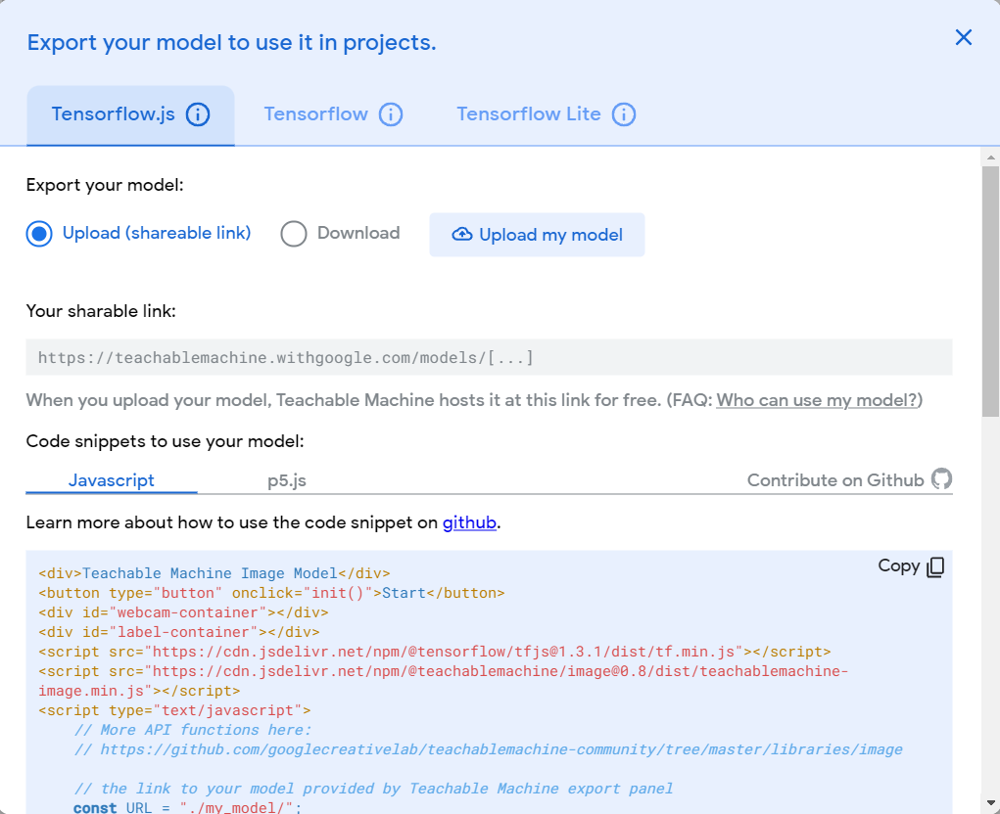 Export your model to use it in projects.
Tensorflow.js
Tensorflow
Tensorflow Lite
Export your model:
Upload (shareable link)
Download
Upload my model
Your sharable link:
https://teachablemachine.withgoogle.com/models/[...]
When you upload your model, Teachable Machine hosts it at this link for free. (FAQ: Who can use my model?)
Code snippets to use your model:
Javascript
p5.js
Contribute on Github
Learn more about how to use the code snippet on github.
Copy
<div>Teachable Machine Image Model</div>
<button type="button" onclick="init()">Start</button>
<div id="webcam-container"></div>
<div id="label-container"></div>
<script src="https://cdn.jsdelivr.net/npm/@tensorflow/tfjs@1.3.1/dist/tf.min.js"></script>
<script src="https://cdn.jsdelivr.net/npm/@teachablemachine/image@0.8/dist/teachablemachine-
image.min.js"></script>
<script type="text/javascript">
    // More API functions here:
    // https://github.com/googlecreativelab/teachablemachine-community/tree/master/libraries/image
    // the link to your model provided by Teachable Machine export panel
    const URL = "./my_model/";